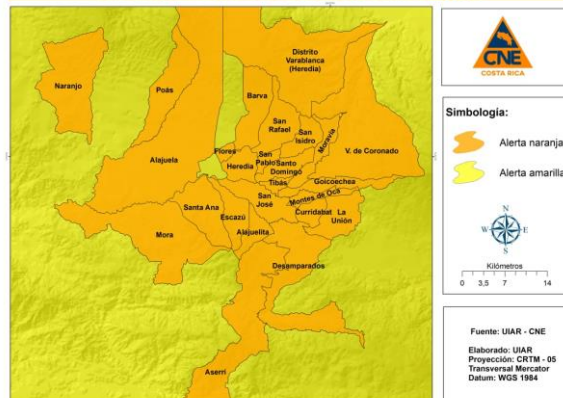 Distrito
Varablanca
(Heredia)
Naranjo
Poás
Barva
San
Rafael
San
Isidro
Moravia
V. de Coronado
Alajuela
Flores
Heredia
San
Pablo
Santo
Domingo
Tibás
Goicoechea
San
José
Montes de Oca
Curridabat
La
Unión
Santa Ana
Escazú
Alajuelita
Mora
Desamparados
Aserrí
CNE
COSTA RICA
Simbología:
Alerta naranja
Alerta amarilla
N
W
E
S
Kilómetros
0 3,5 7 14
Fuente: UIAR - CNE
Elaborado: UIAR
Proyección: CRTM - 05
Transversal Mercator
Datum: WGS 1984